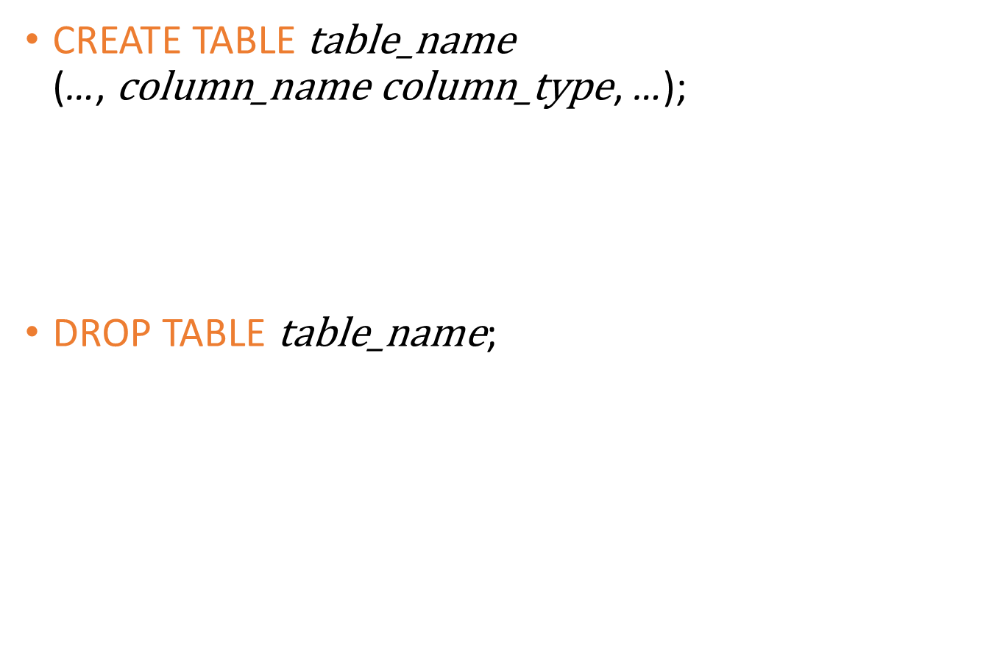 • CREATE TABLE table_name
(…, column_name column_type, …);
• DROP TABLE table_name;